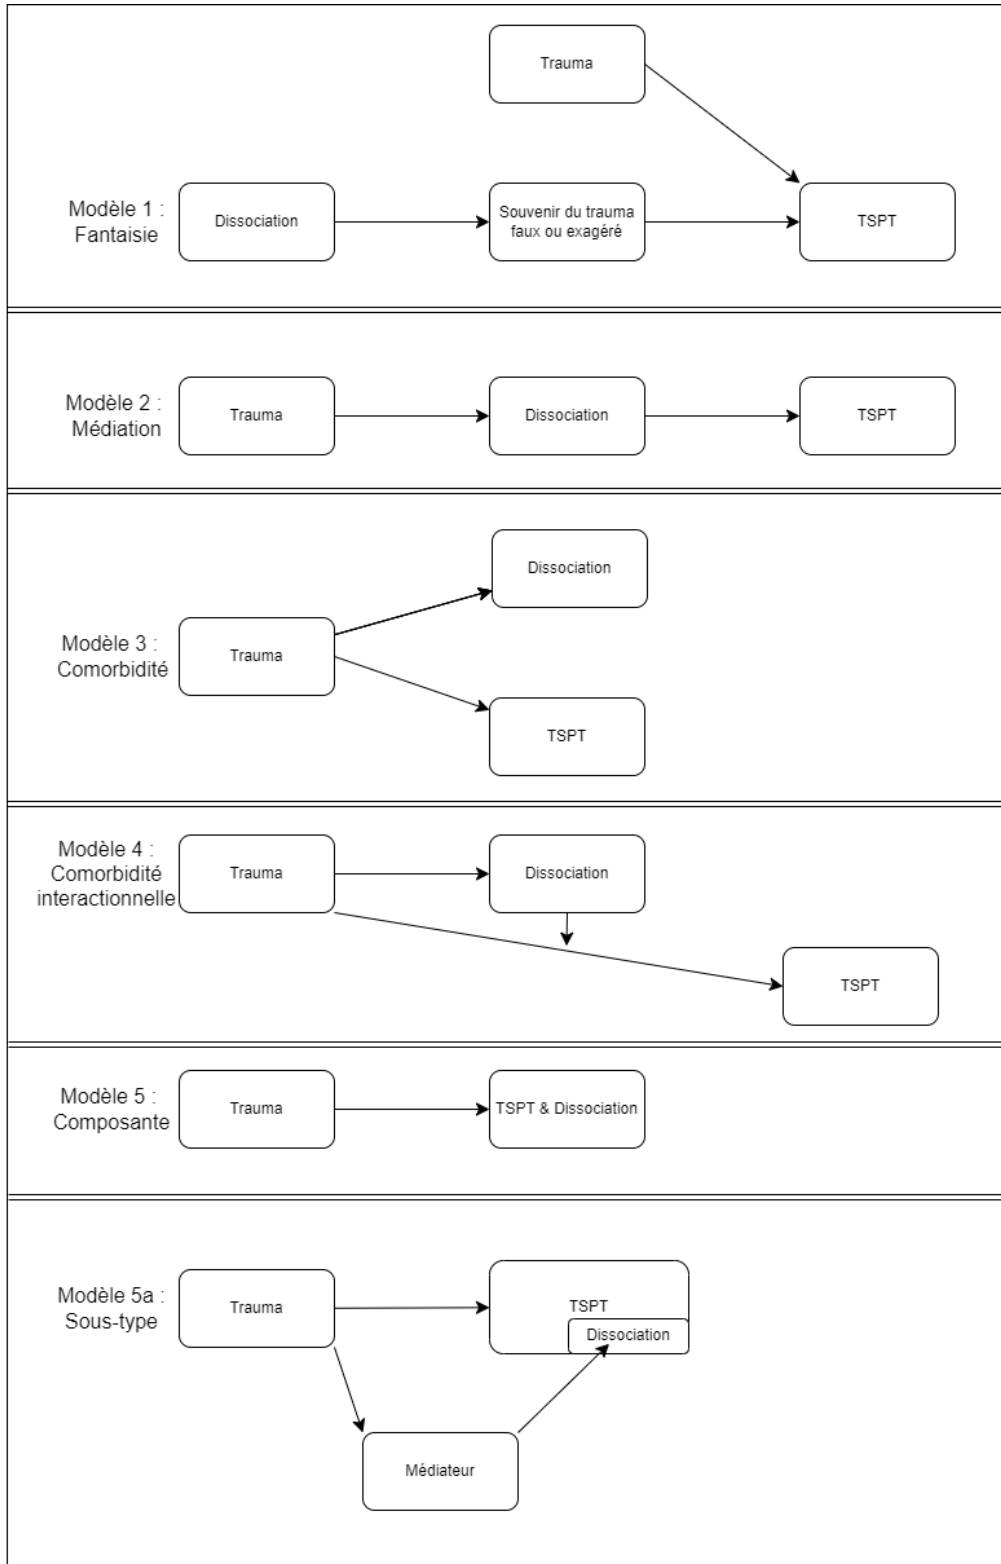 Trauma
Modèle 1 :
Fantaisie
Dissociation
Souvenir du trauma
faux ou exagéré
TSPT
Modèle 2 :
Médiation
Trauma
Dissociation
TSPT
Dissociation
Modèle 3 :
Comorbidité
Trauma
TSPT
Modèle 4 :
Comorbidité
interactionnelle
Trauma
Dissociation
TSPT
Modèle 5 :
Composante
Trauma
TSPT & Dissociation
Modèle 5a :
Sous-type
Trauma
TSPT
Dissociation
Médiateur